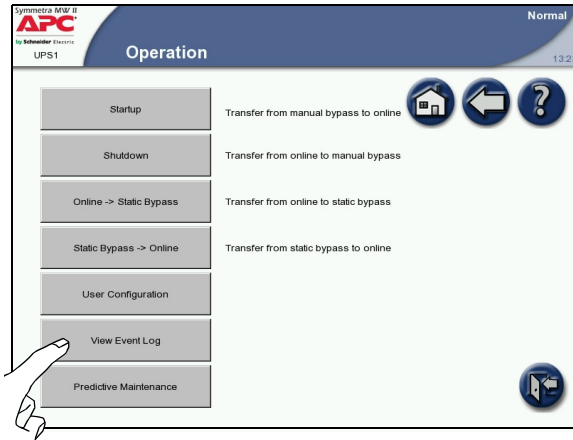 Symmetra MW II
APC
by Schneider Electric
UPS1
Operation
Normal
13:23
Startup
Transfer from manual bypass to online
Shutdown
Transfer from online to manual bypass
Online -> Static Bypass
Transfer from online to static bypass
Static Bypass -> Online
Transfer from static bypass to online
User Configuration
View Event Log
Predictive Maintenance